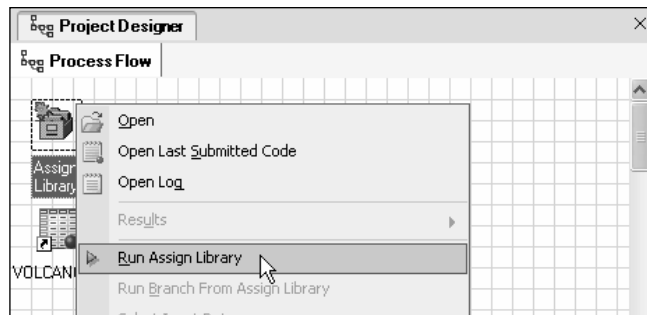 Project Designer
Process Flow
Open
Open Last Submitted Code
Open Log
Assign
Library
Results
Run Assign Library
VOLCAN
Run Branch From Assign Library